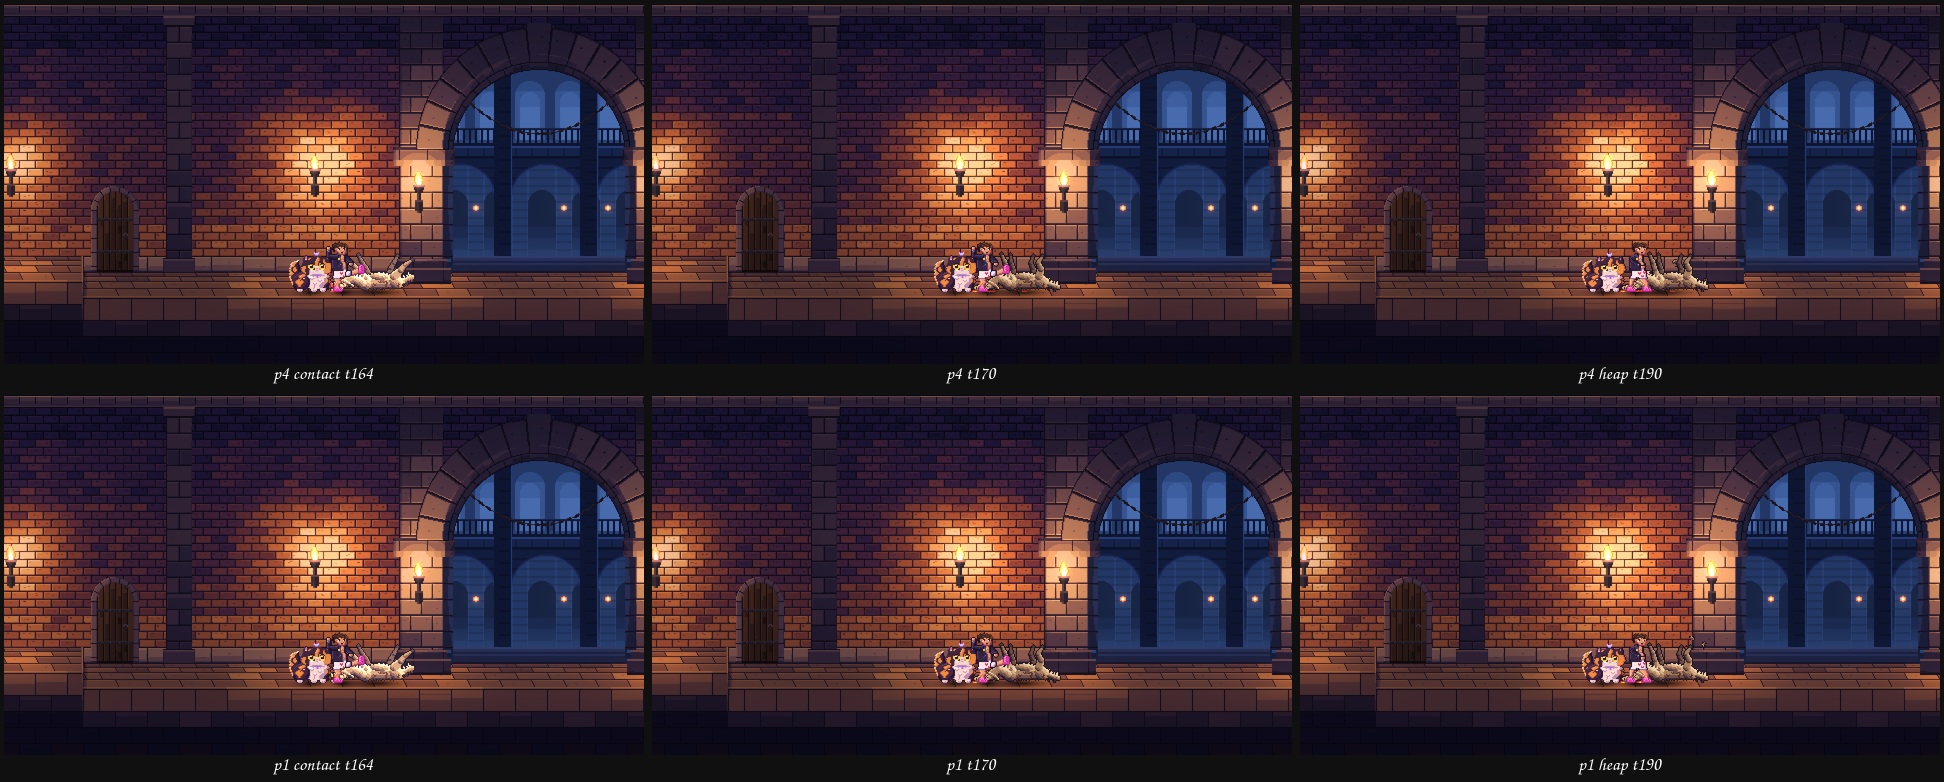 p4 contact t164
p4 t170
p4 heap t190
p1 contact t164
p1 t170
p1 heap t190